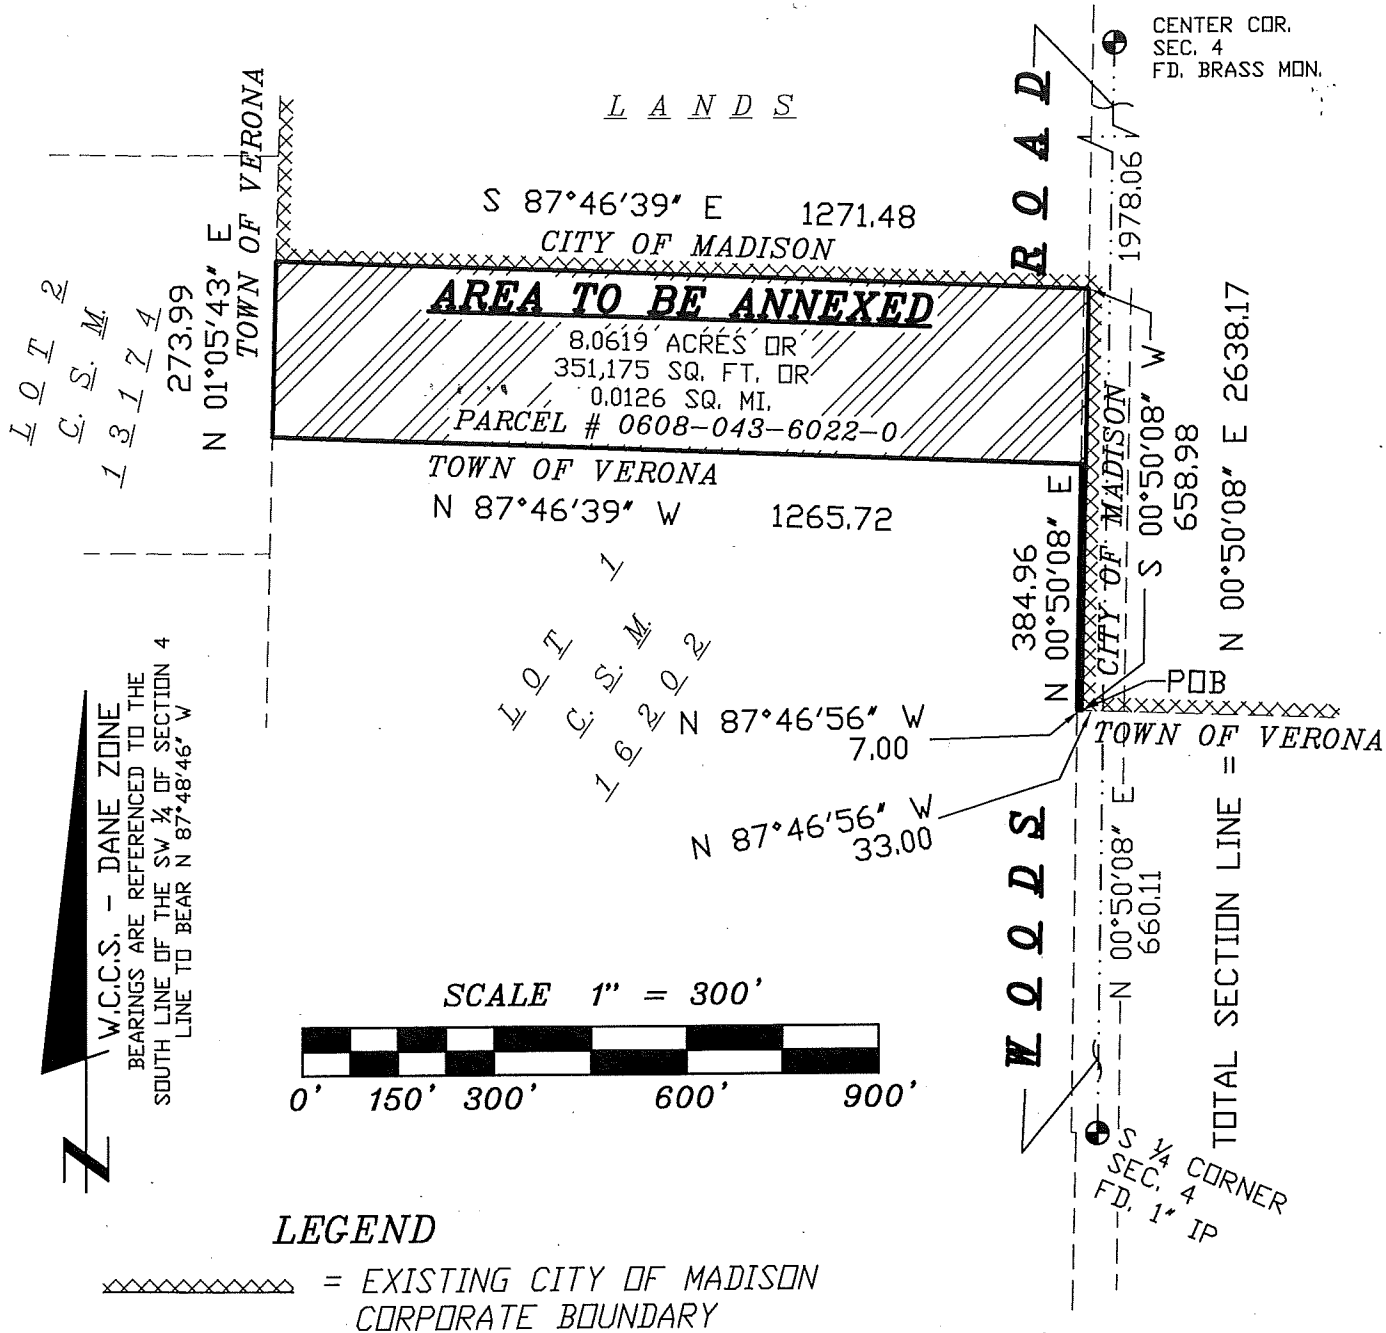 CENTER COR.
SEC. 4
FD. BRASS MON.
LANDS
ROAD
1978.06
S 87°46'39" E 1271.48
CITY OF MADISON
TOWN OF VERONA
N 01°05'43" E
273.99
LOT 2
C. S. M.
13174
AREA TO BE ANNEXED
8.0619 ACRES OR
351,175 SQ. FT. OR
0.0126 SQ. MI.
PARCEL # 0608-043-6022-0
TOWN OF VERONA
N 87°46'39" W 1265.72
CITY OF MADISON
S 00°50'08" W
658.98
384.96
N 00°50'08" E
TOTAL SECTION LINE = N 00°50'08" E 2638.17
LOT 1
C. S. M.
16202
POB
N 87°46'56" W
7.00
TOWN OF VERONA
N 87°46'56" W
33.00
WOODS
N 00°50'08" E
660.11
W.C.C.S. - DANE ZONE
BEARINGS ARE REFERENCED TO THE
SOUTH LINE OF THE SW ¼ OF SECTION 4
LINE TO BEAR N 87°48'46" W
N
SCALE 1" = 300'
0' 150' 300' 600' 900'
S ¼ CORNER
SEC. 4
FD. 1" IP
LEGEND
= EXISTING CITY OF MADISON
CORPORATE BOUNDARY